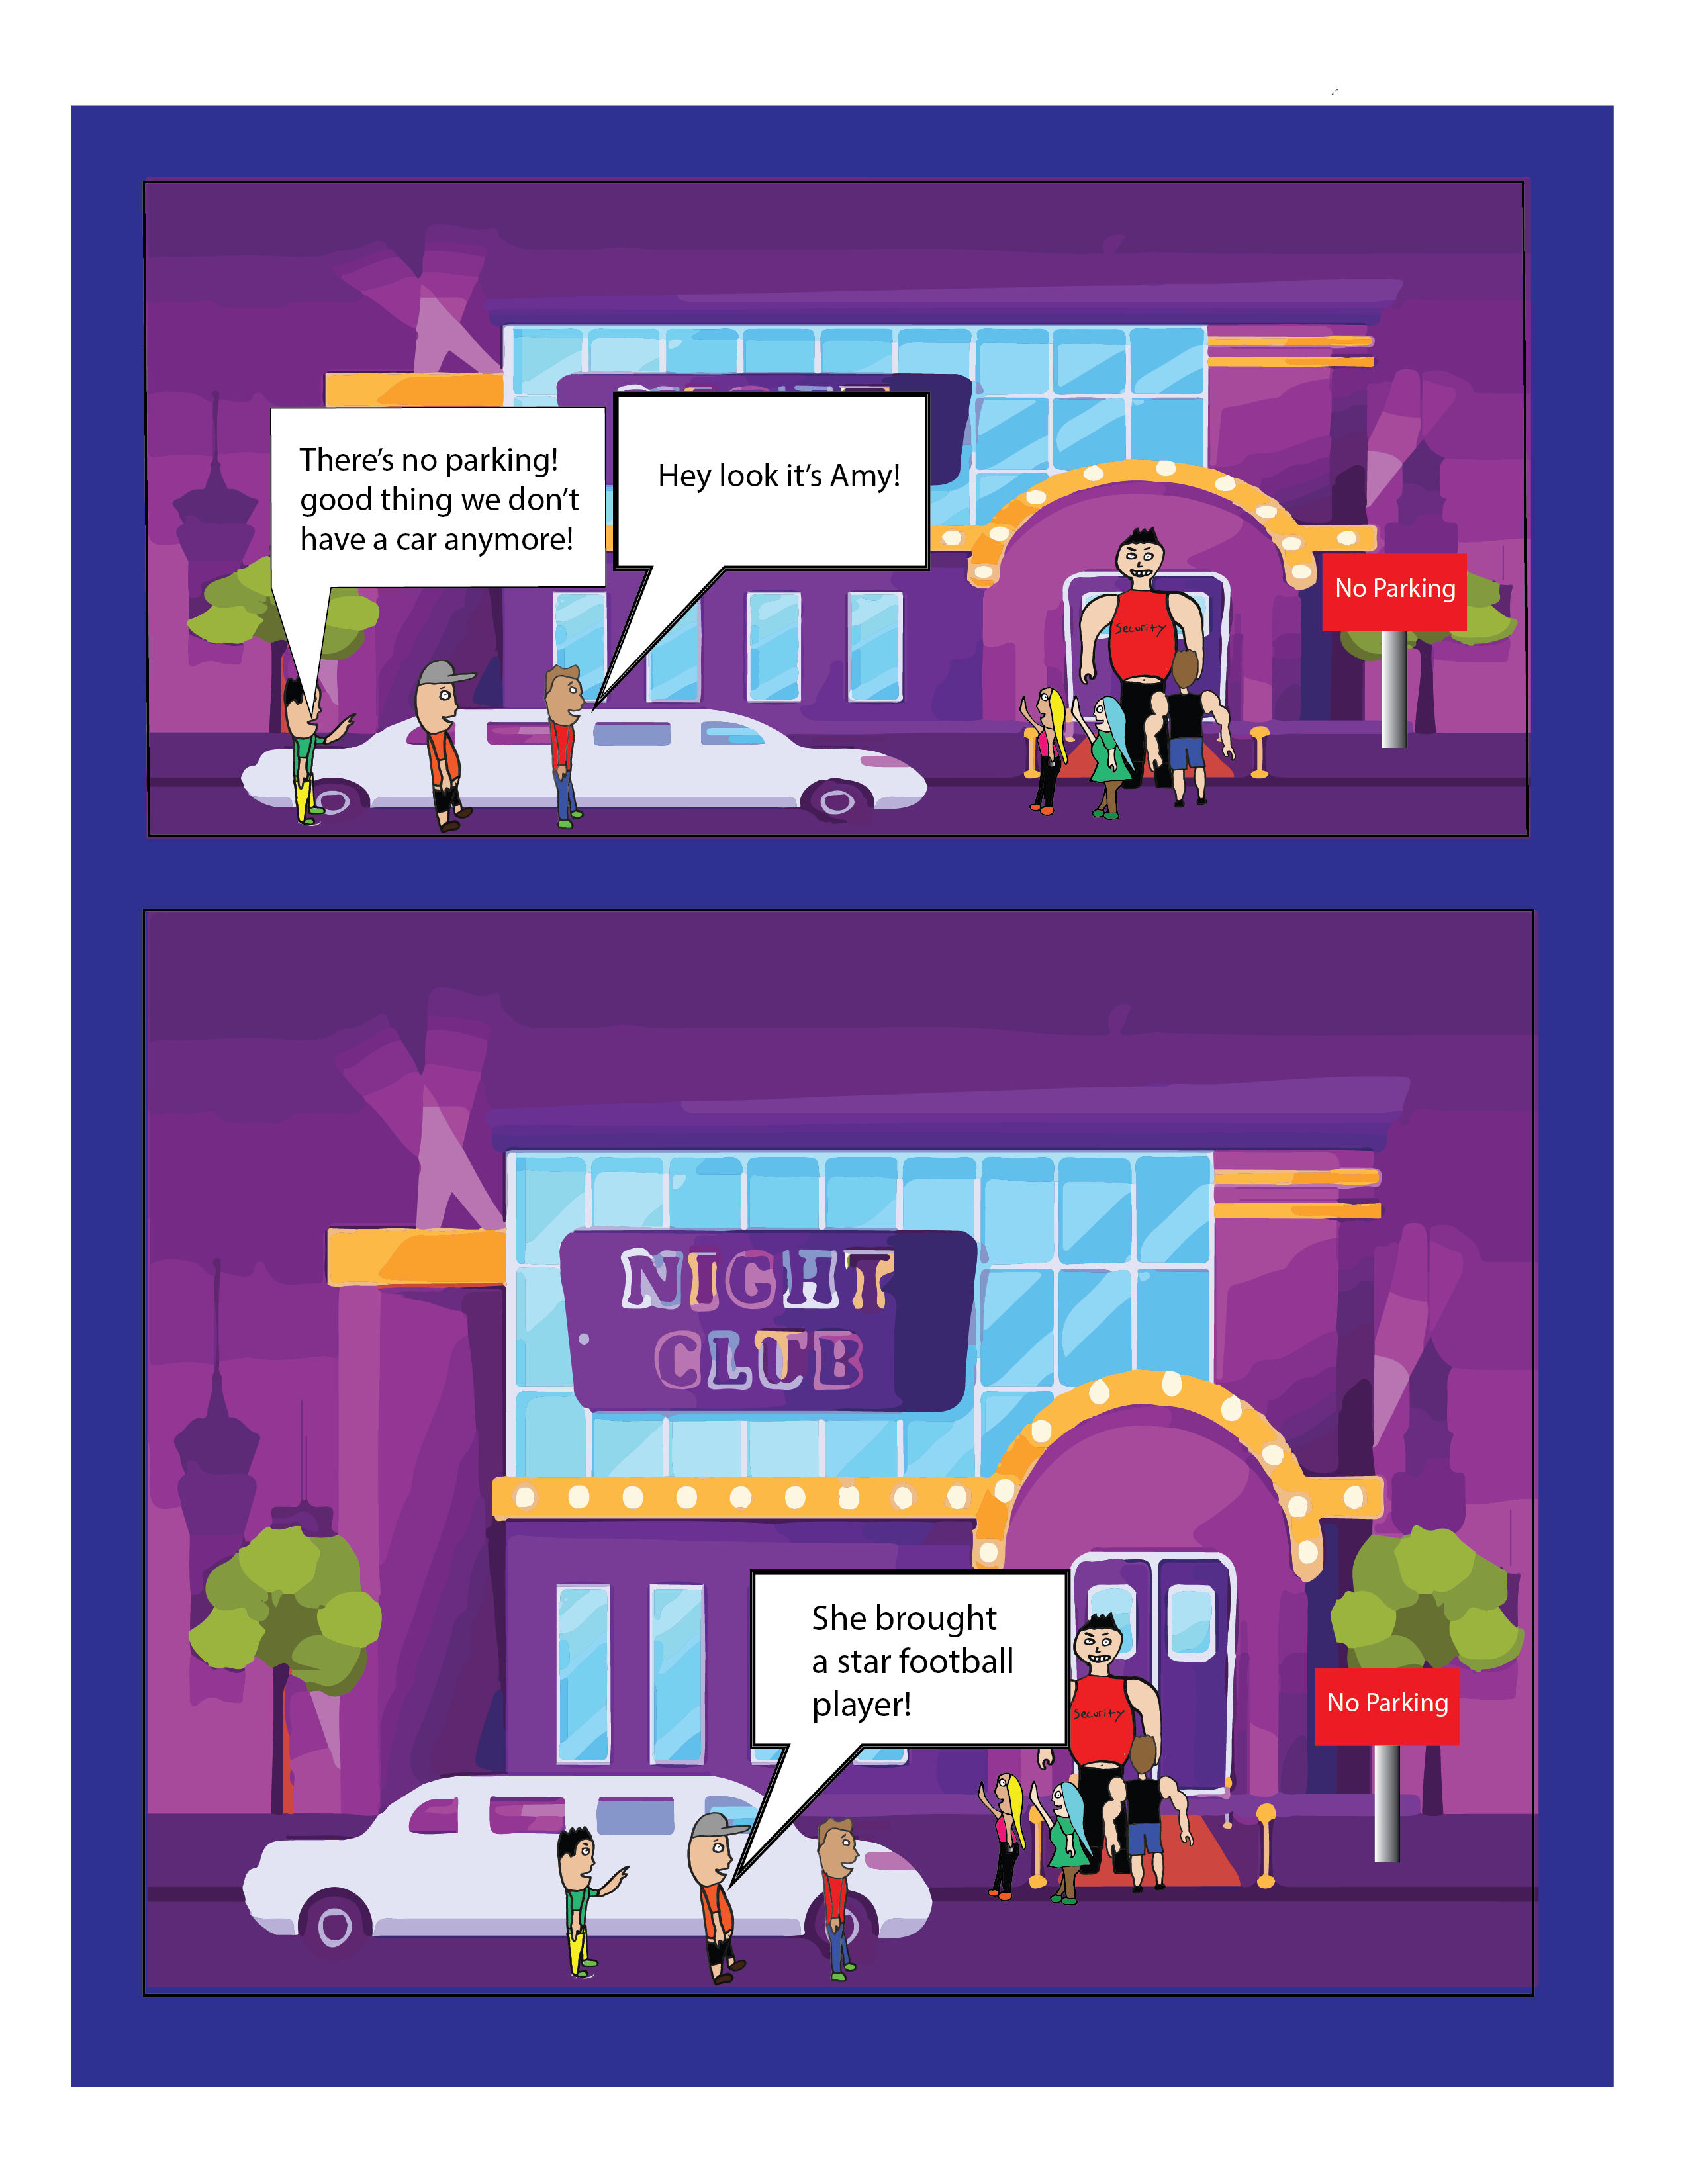 There's no parking!
good thing we don't
have a car anymore!
Hey look it's Amy!
Security
No Parking
NIGHT
CLUB
She brought
a star football
player!
Security
No Parking